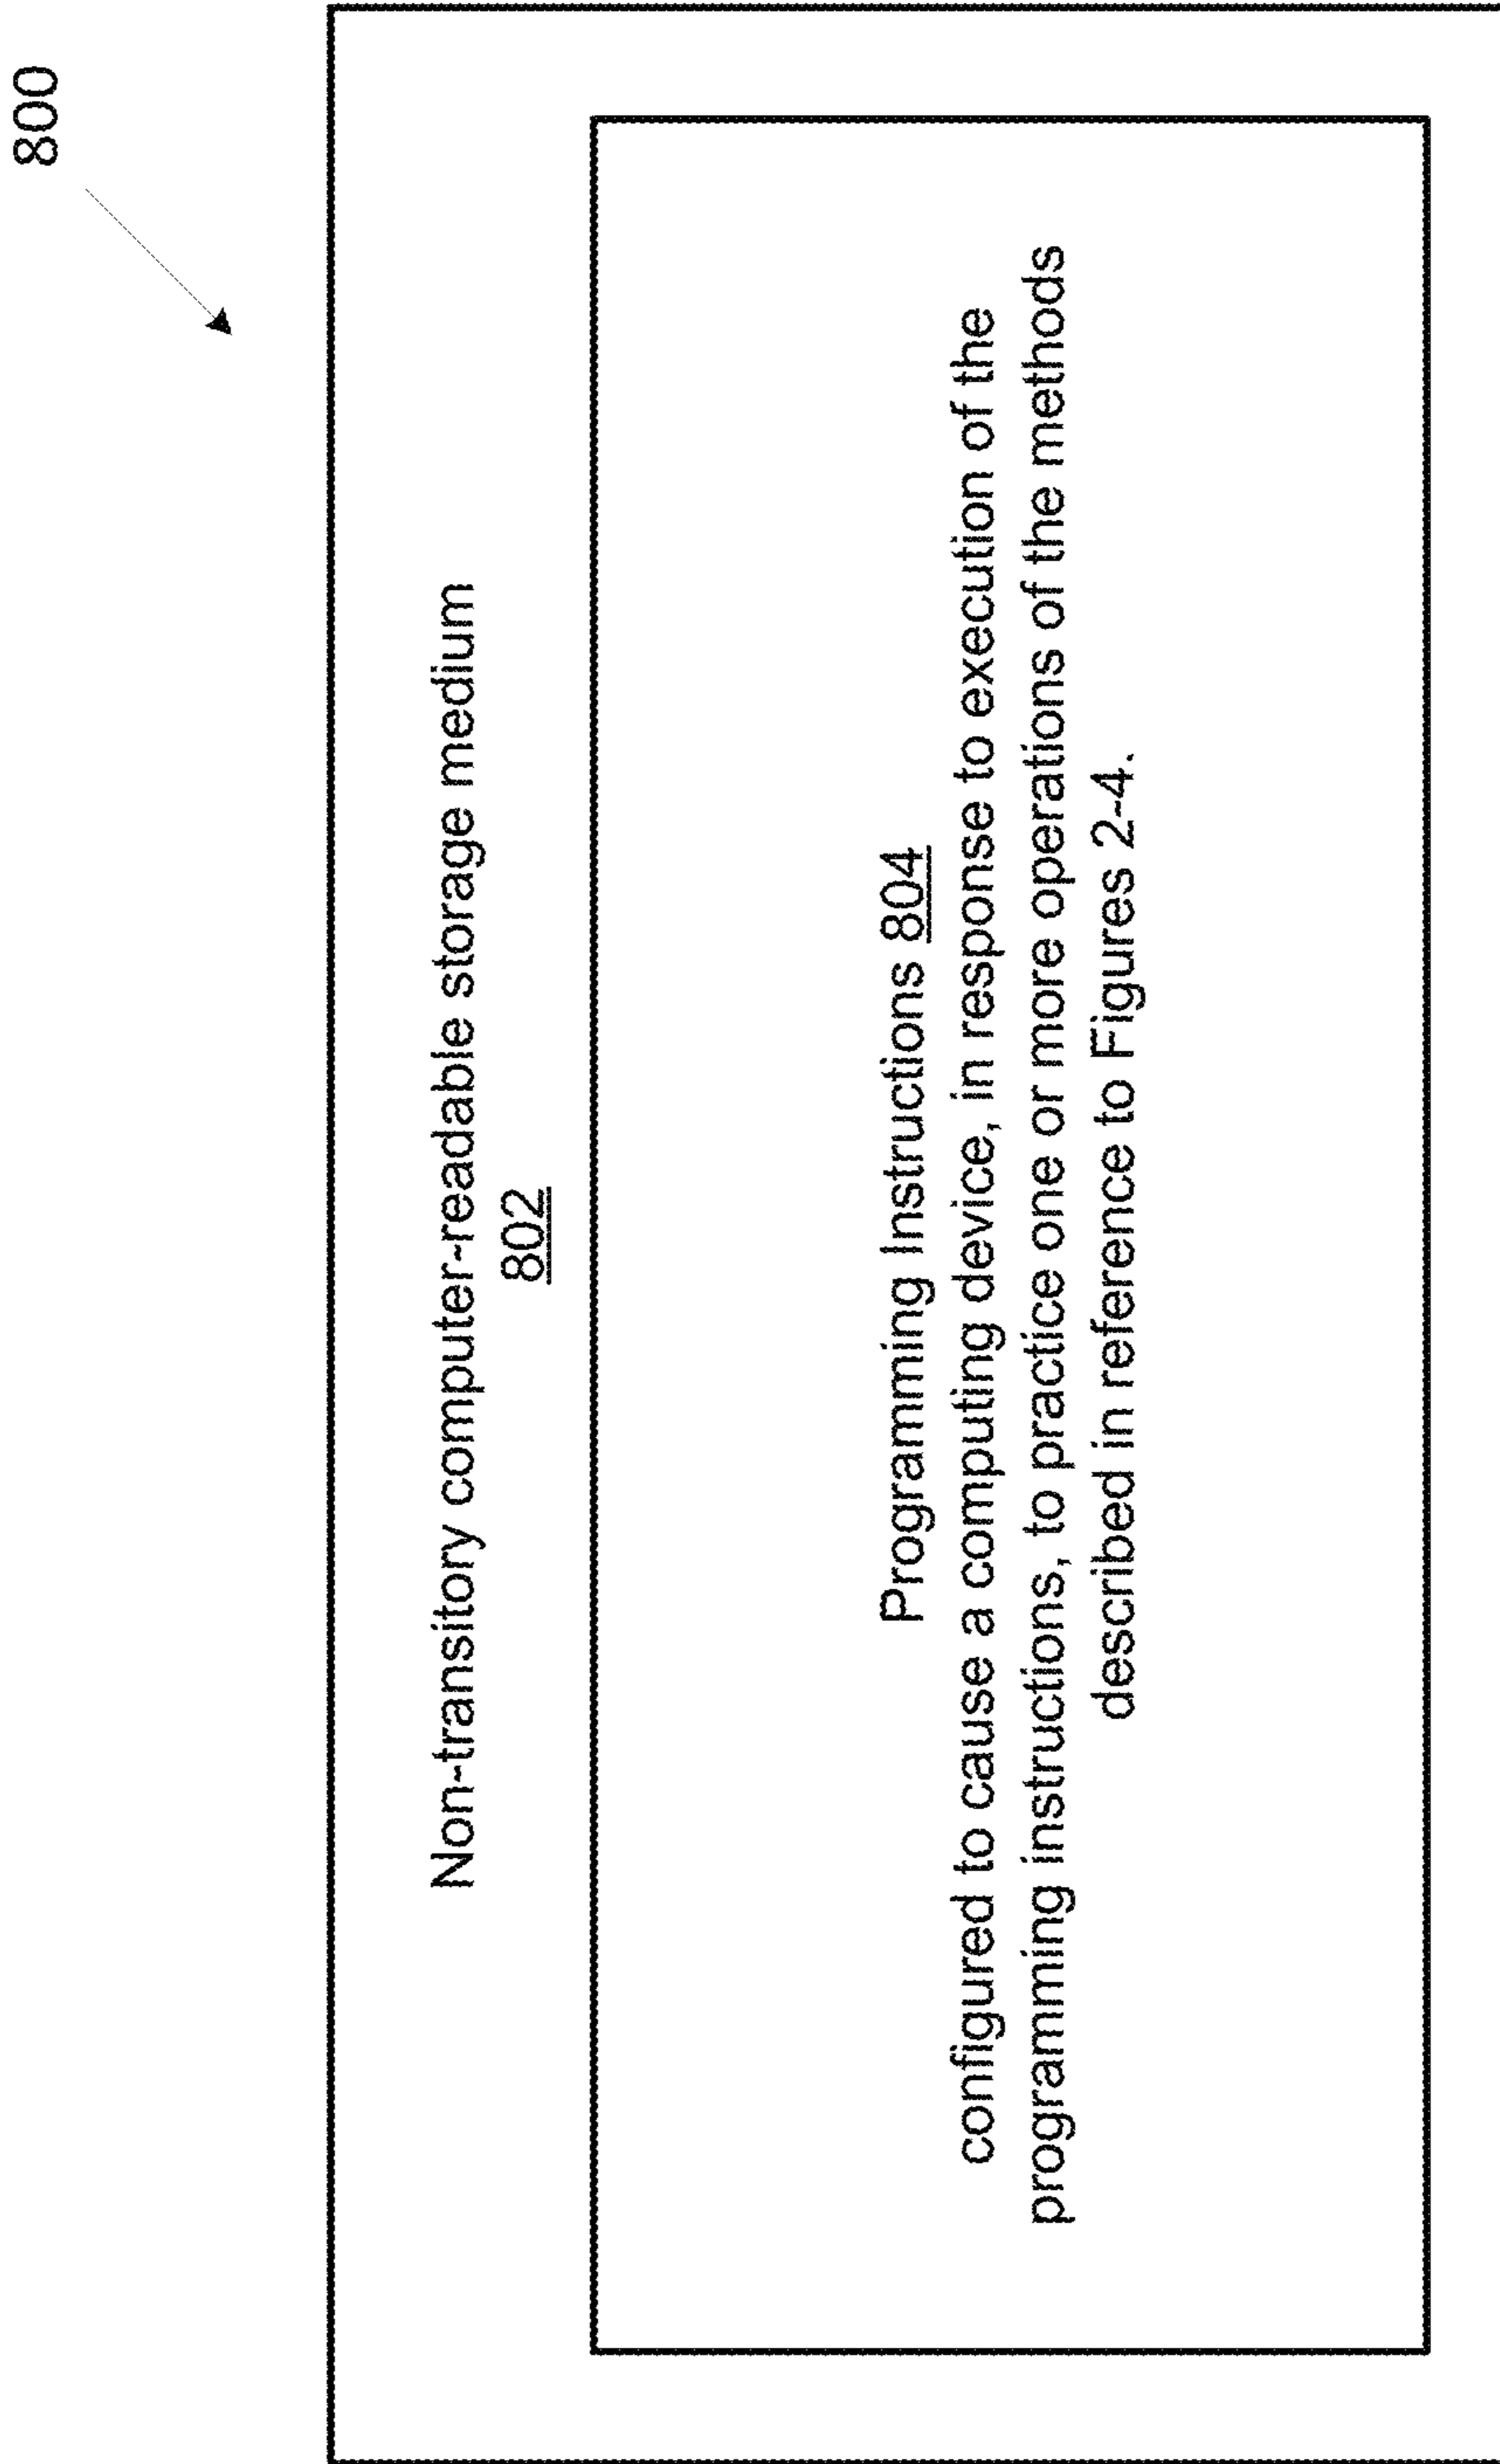 800
Non-transitory computer-readable storage medium
802
Programming Instructions 804
configured to cause a computing device, in response to execution of the
programming instructions, to practice one or more operations of the methods
described in reference to Figures 2-4.